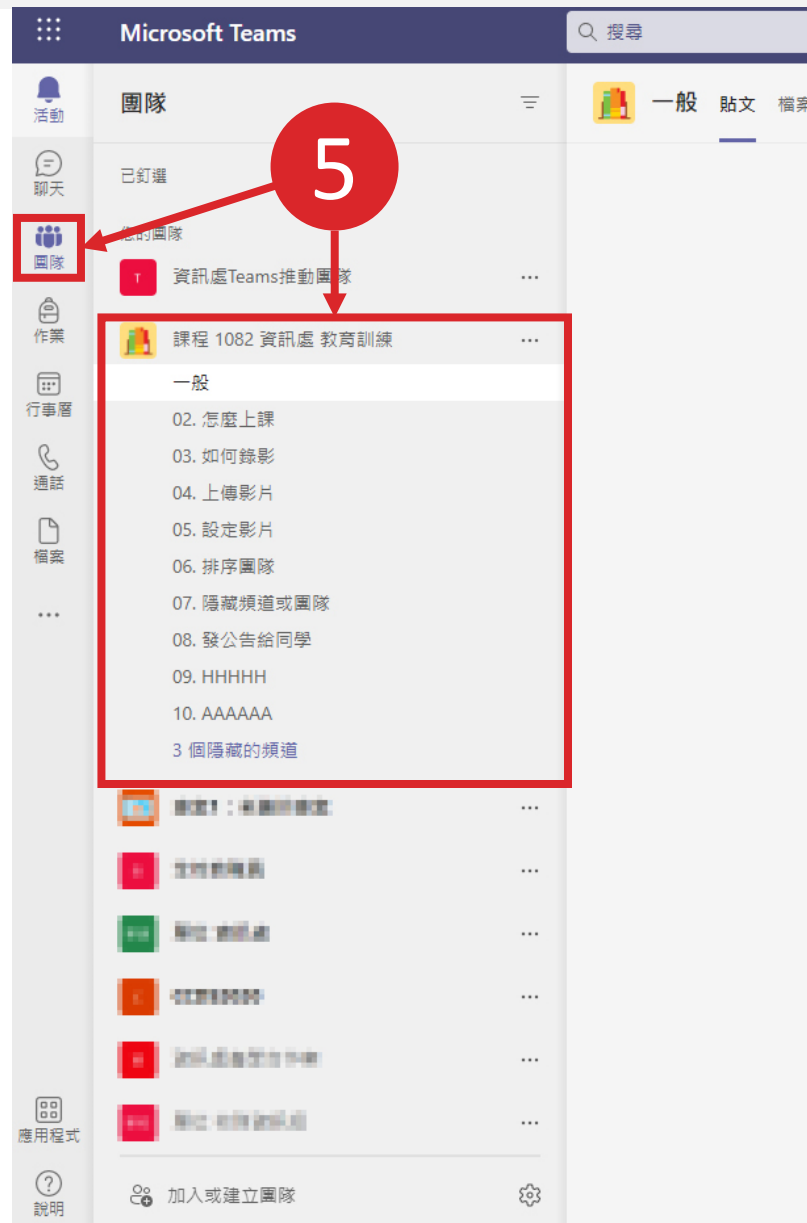 Microsoft Teams
搜尋
活動
聊天
團隊
作業
行事曆
通話
檔案
應用程式
說明
團隊
5
已釘選
您的團隊
T
資訊處Teams推動團隊
課程 1082 資訊處 教育訓練
一般
02. 怎麼上課
03. 如何錄影
04. 上傳影片
05. 設定影片
06. 排序團隊
07. 隱藏頻道或團隊
08. 發公告給同學
09. HHHHH
10. AAAAAA
3 個隱藏的頻道
加入或建立團隊
一般 貼文 檔案